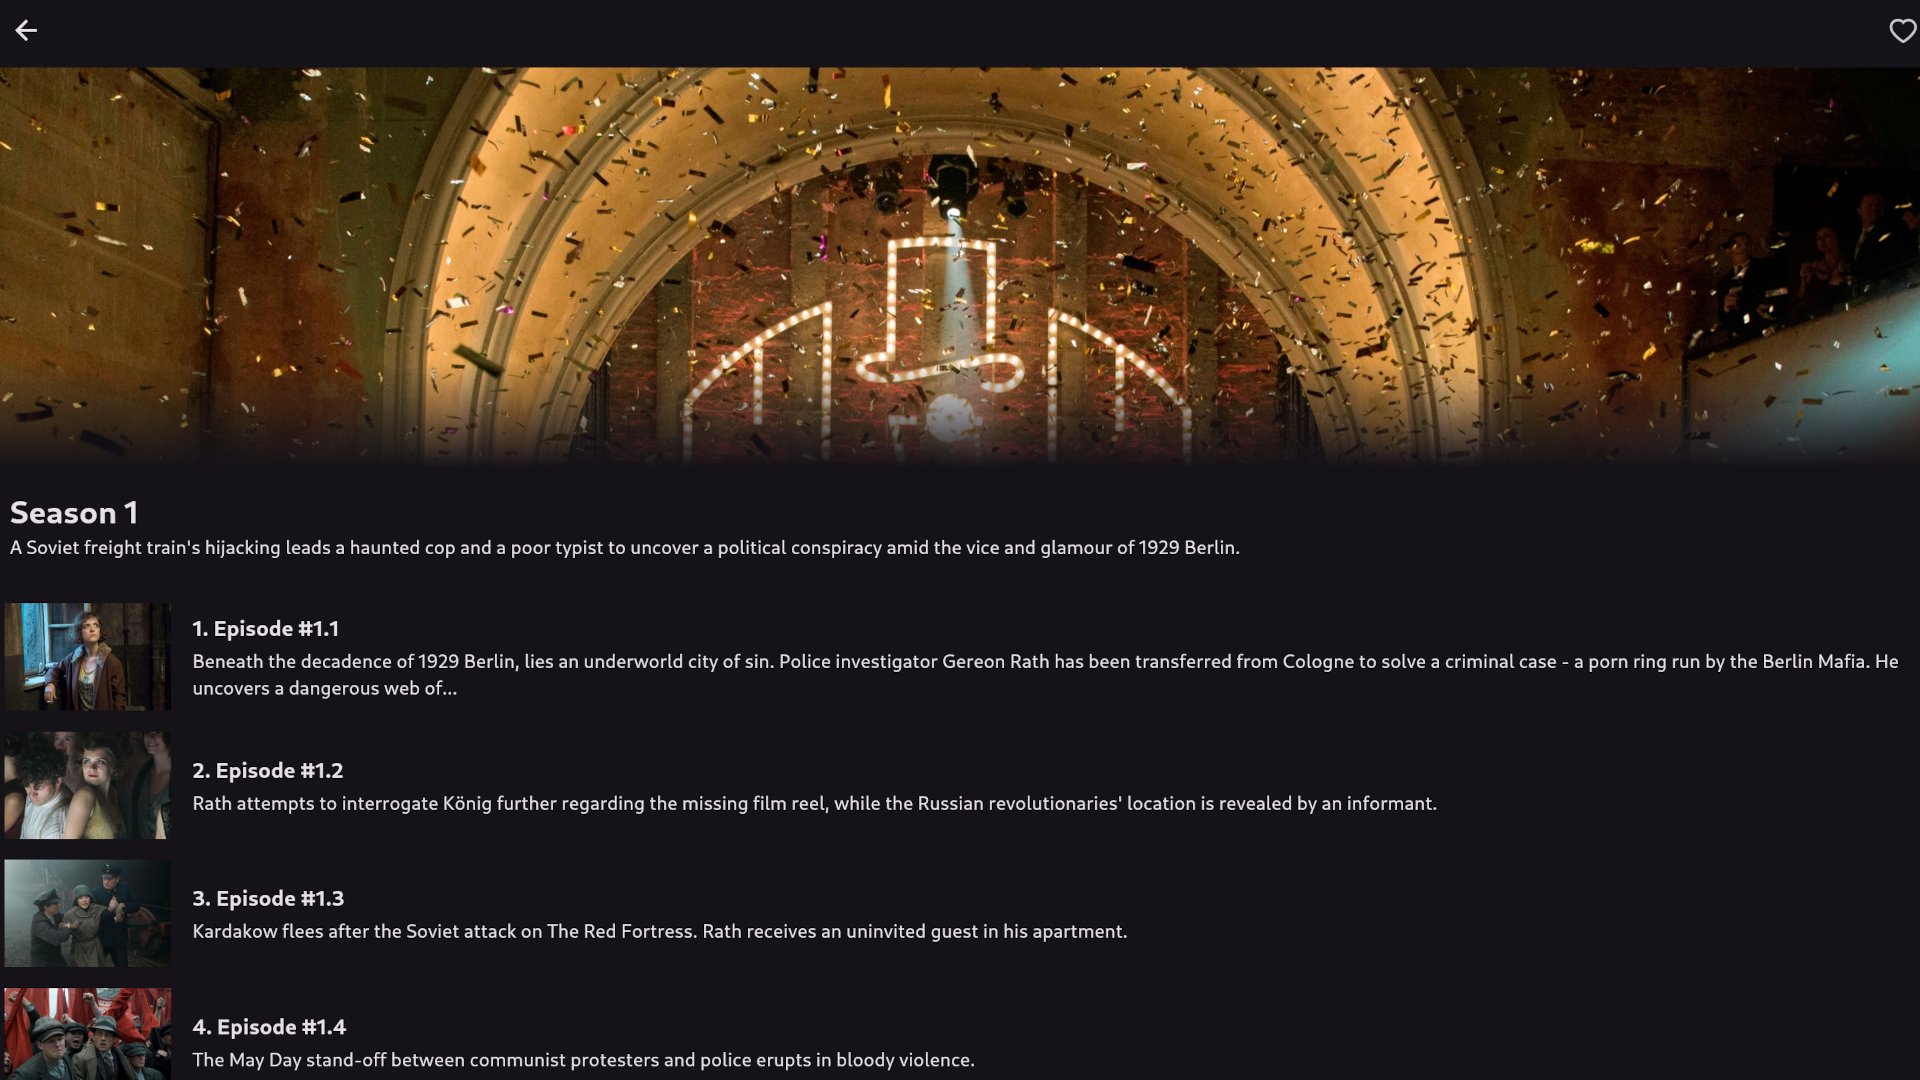 Season 1
A Soviet freight train's hijacking leads a haunted cop and a poor typist to uncover a political conspiracy amid the vice and glamour of 1929 Berlin.
1. Episode #1.1
Beneath the decadence of 1929 Berlin, lies an underworld city of sin. Police investigator Gereon Rath has been transferred from Cologne to solve a criminal case - a porn ring run by the Berlin Mafia. He
uncovers a dangerous web of...
2. Episode #1.2
Rath attempts to interrogate König further regarding the missing film reel, while the Russian revolutionaries' location is revealed by an informant.
3. Episode #1.3
Kardakow flees after the Soviet attack on The Red Fortress. Rath receives an uninvited guest in his apartment.
4. Episode #1.4
The May Day stand-off between communist protesters and police erupts in bloody violence.